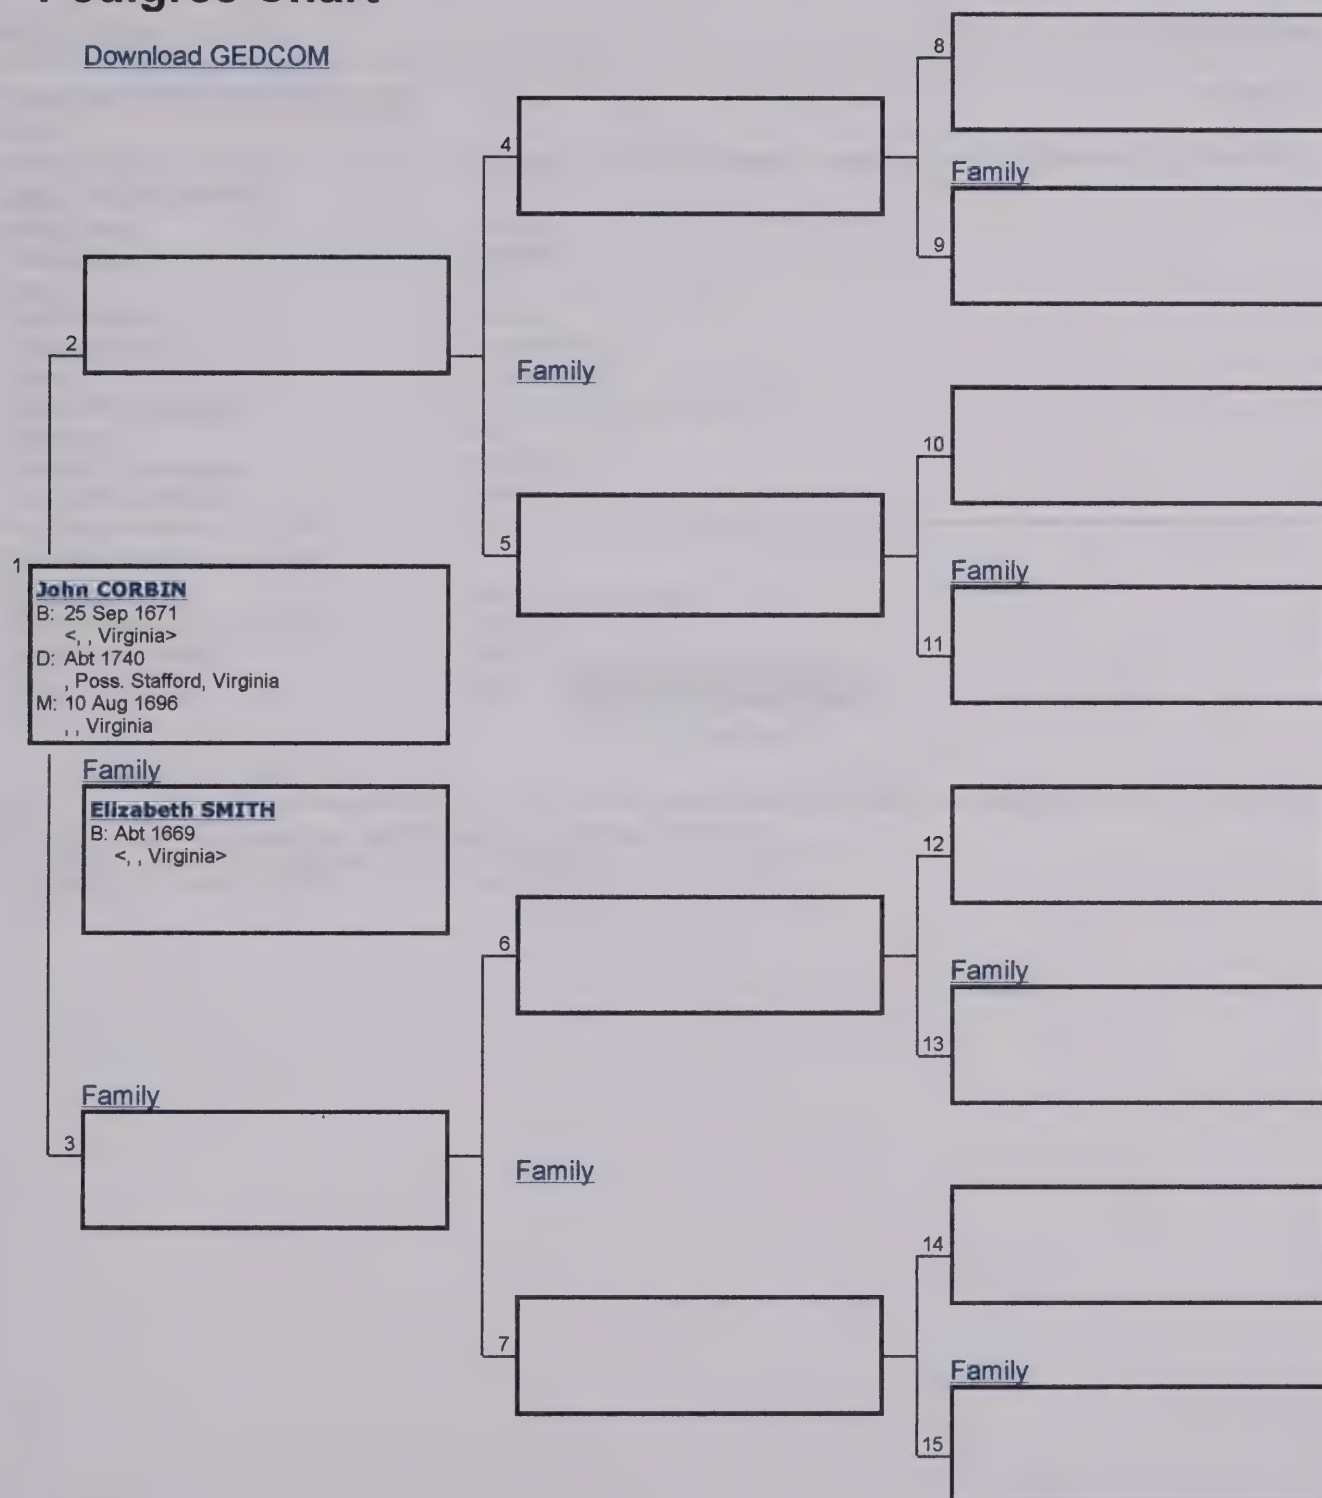 Pedigree Chart
Download GEDCOM
8
4
Family
9
2
Family
10
5
1
Family
John CORBIN
B: 25 Sep 1671
<, , Virginia>
D: Abt 1740
, Poss. Stafford, Virginia
M: 10 Aug 1696
, , Virginia
11
Family
Elizabeth SMITH
B: Abt 1669
<, , Virginia>
12
6
Family
13
Family
3
Family
14
7
Family
15